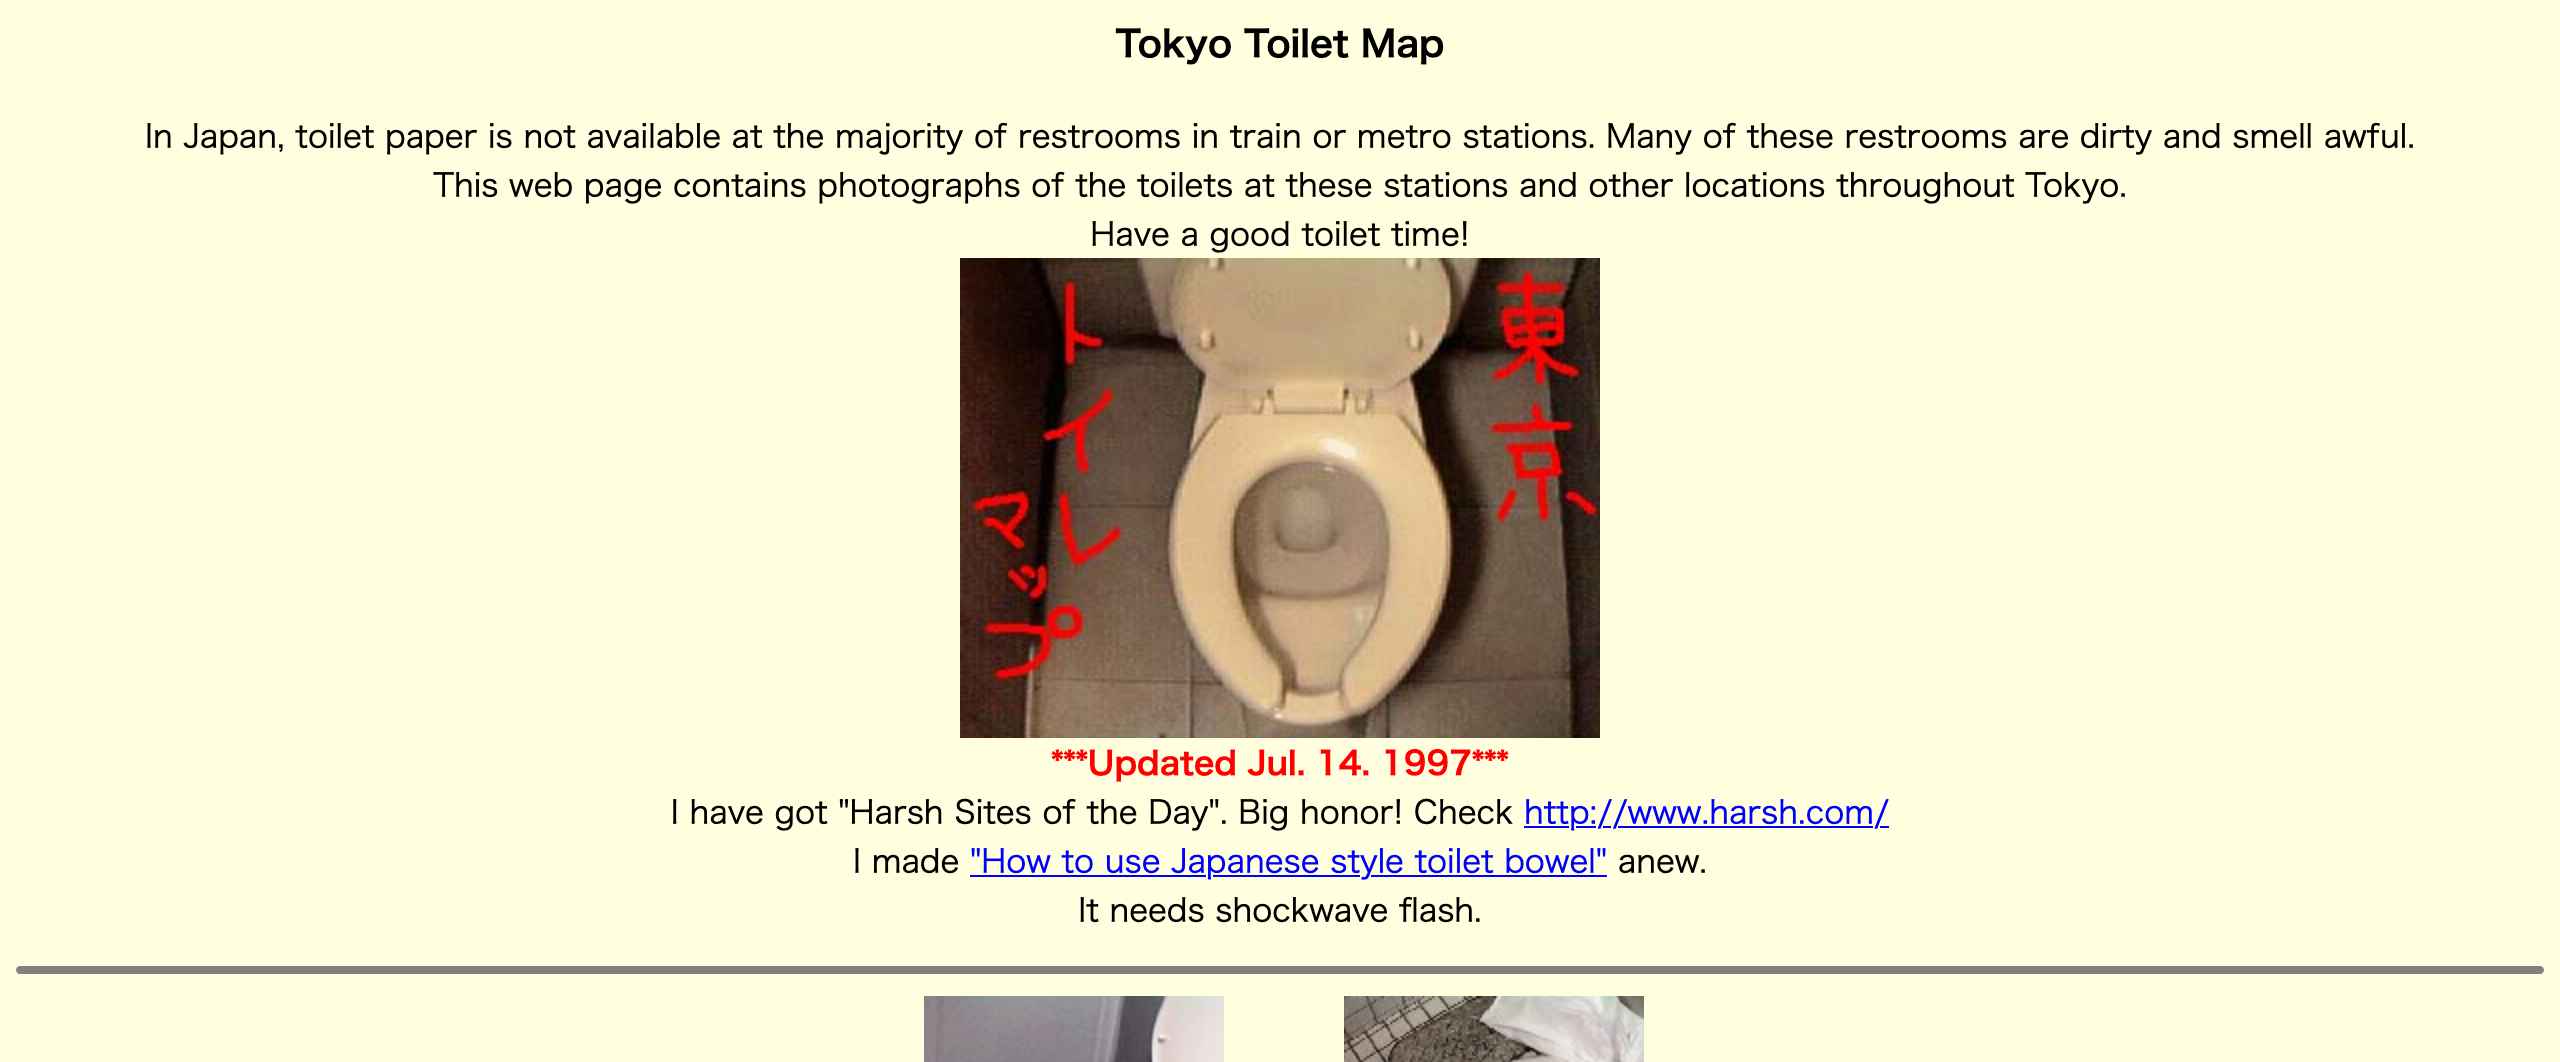 Tokyo Toilet Map
In Japan, toilet paper is not available at the majority of restrooms in train or metro stations. Many of these restrooms are dirty and smell awful.
This web page contains photographs of the toilets at these stations and other locations throughout Tokyo.
Have a good toilet time!
東京
トイレ
マップ
***Updated Jul. 14. 1997***
I have got "Harsh Sites of the Day". Big honor! Check http://www.harsh.com/
I made "How to use Japanese style toilet bowel" anew.
It needs shockwave flash.